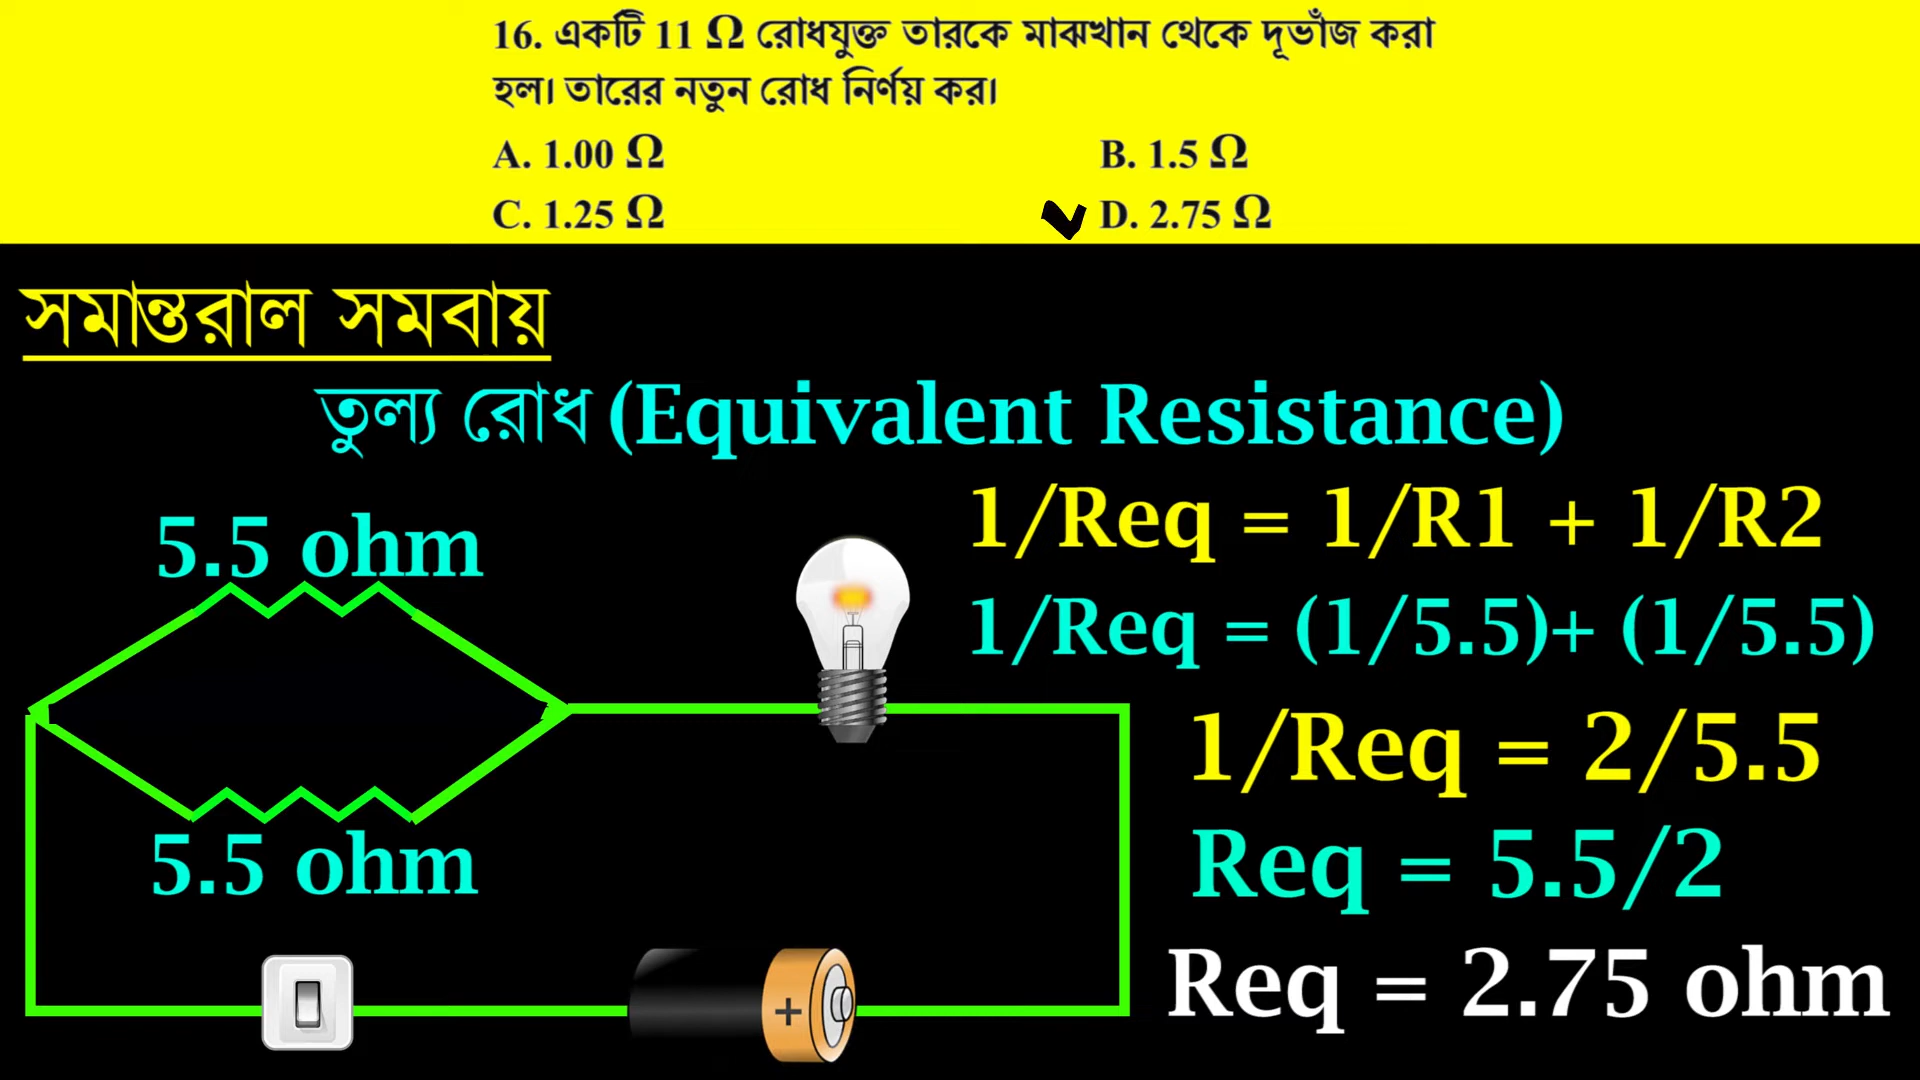 16. একটি 11 Ω রোধযুক্ত তারকে মাঝখান থেকে দূভাঁজ করা
হল। তারের নতুন রোধ নির্ণয় কর।
A. 1.00 Ω B. 1.5 Ω
C. 1.25 Ω D. 2.75 Ω
সমান্তরাল সমবায়
তুল্য রোধ (Equivalent Resistance)
1/Req = 1/R1 + 1/R2
5.5 ohm
1/Req = (1/5.5)+ (1/5.5)
1/Req = 2/5.5
5.5 ohm
Req = 5.5/2
Req = 2.75 ohm
+